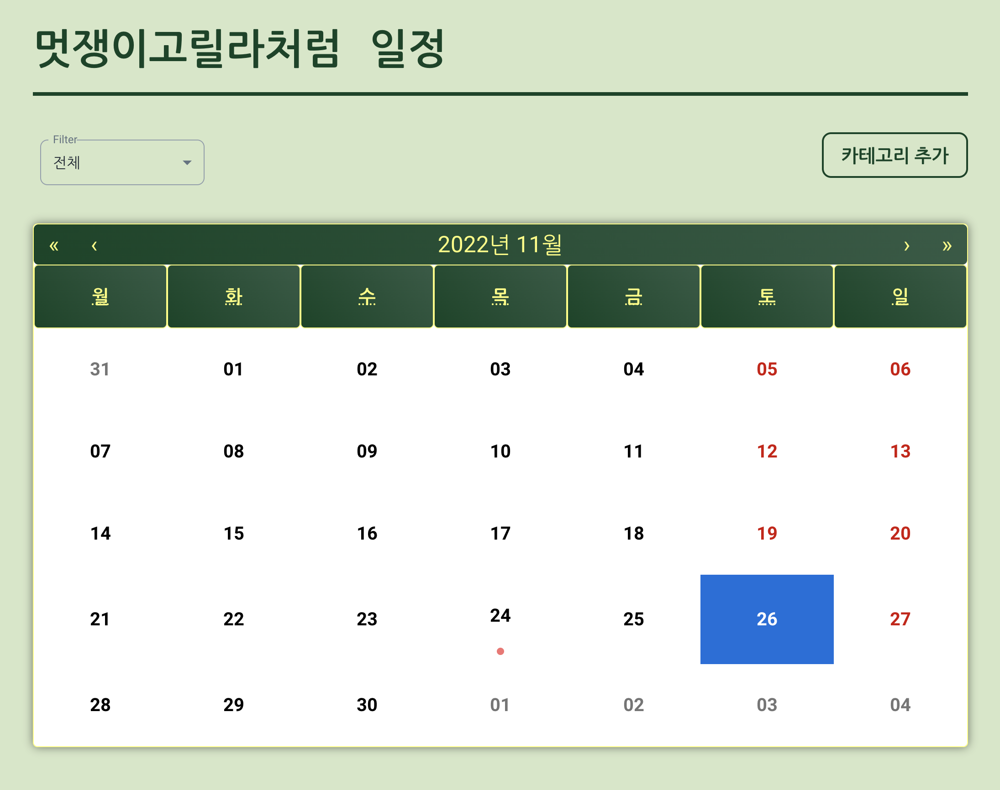 멋쟁이고릴라처럼 일정
Filter
전체
카테고리 추가
« ‹ 2022년 11월 › »
월 화 수 목 금 토 일
31 01 02 03 04 05 06
07 08 09 10 11 12 13
14 15 16 17 18 19 20
21 22 23 24 25 26 27
28 29 30 01 02 03 04